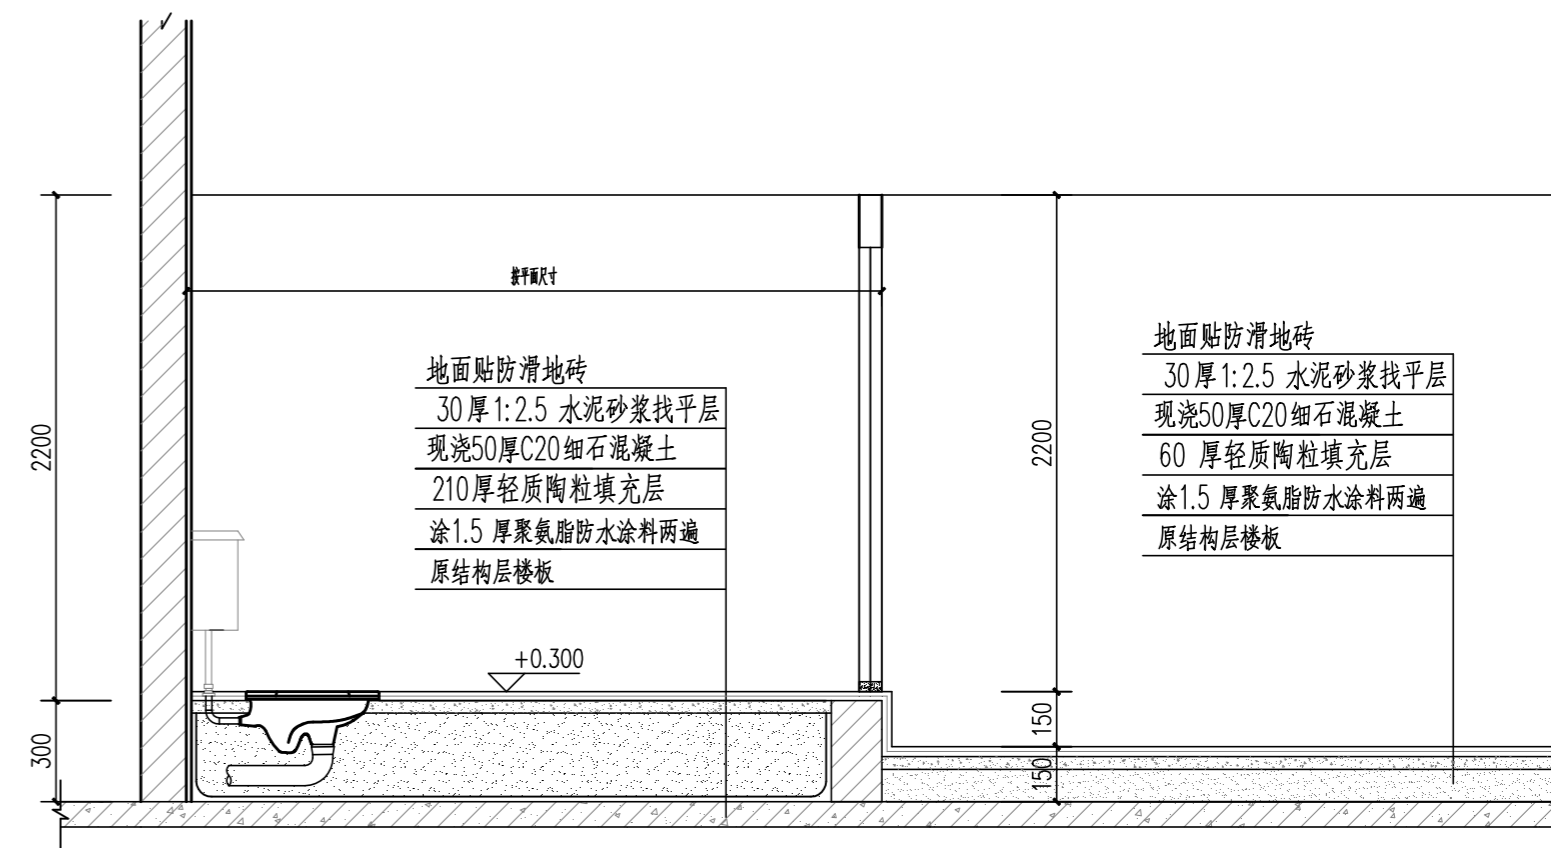 按平面尺寸
地面贴防滑地砖
30厚1:2.5 水泥砂浆找平层
现浇50厚C20细石混凝土
210厚轻质陶粒填充层
涂1.5 厚聚氨脂防水涂料两遍
原结构层楼板
地面贴防滑地砖
30厚1:2.5 水泥砂浆找平层
现浇50厚C20细石混凝土
60 厚轻质陶粒填充层
涂1.5 厚聚氨脂防水涂料两遍
原结构层楼板
2200
2200
+0.300
300
150
150